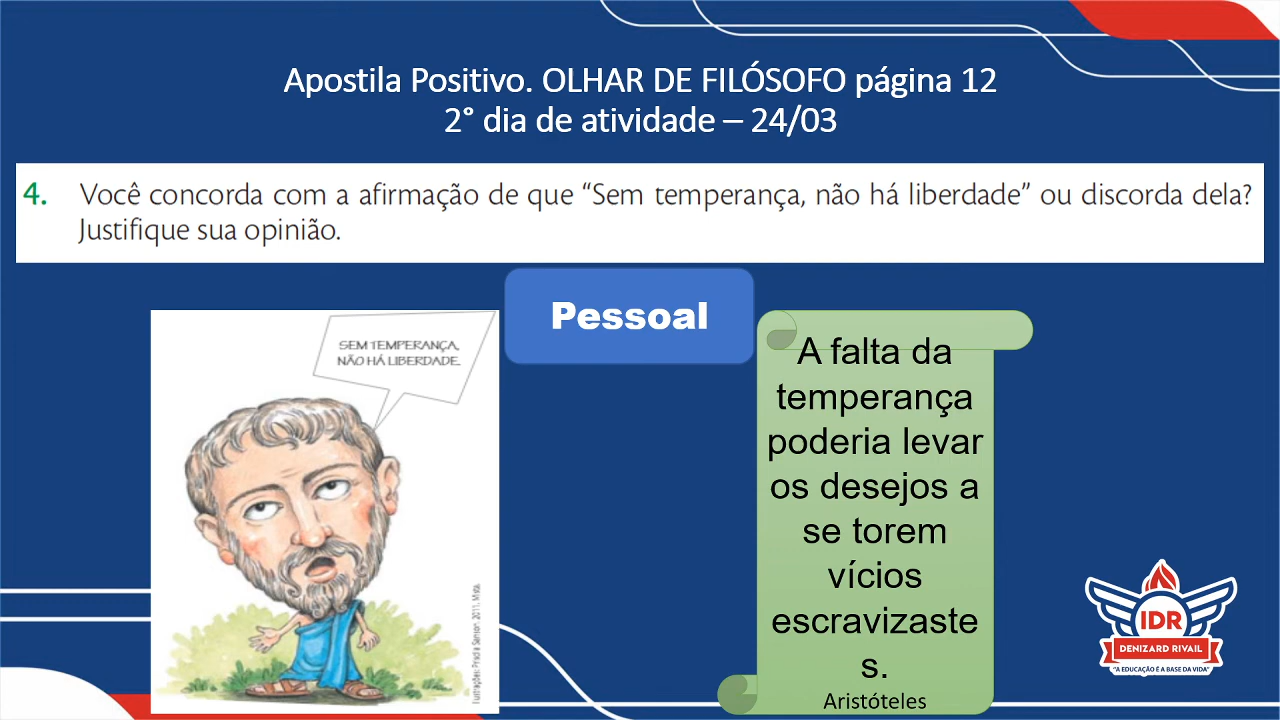 Apostila Positivo. OLHAR DE FILÓSOFO página 12
2° dia de atividade – 24/03
4. Você concorda com a afirmação de que “Sem temperança, não há liberdade” ou discorda dela?
Justifique sua opinião.
Pessoal
SEM TEMPERANÇA,
NÃO HÁ LIBERDADE.
A falta da
temperança
poderia levar
os desejos a
se torem
vícios
escravizaste
s.
Aristóteles
2011. Mista.
IDR
DENIZARD RIVAIL
"A EDUCAÇÃO É A BASE DA VIDA"